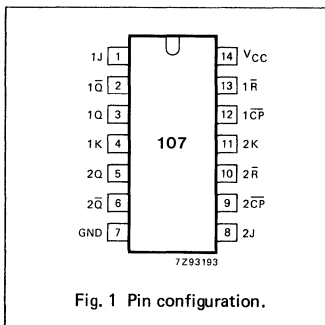 1J 1 14 VCC
1Q̅ 2 13 1R̅
1Q 3 12 1C̅P̅
1K 4 107 11 2K
2Q 5 10 2R̅
2Q̅ 6 9 2C̅P̅
GND 7 8 2J
7Z93193
Fig. 1 Pin configuration.